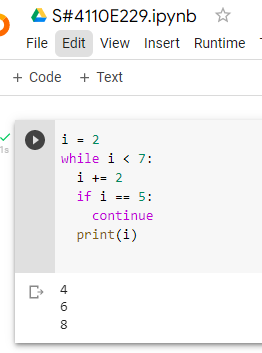 S#4110E229.ipynb
File Edit View Insert Runtime
+ Code + Text
1s
i = 2
while i < 7:
  i += 2
  if i == 5:
    continue
  print(i)
4
6
8